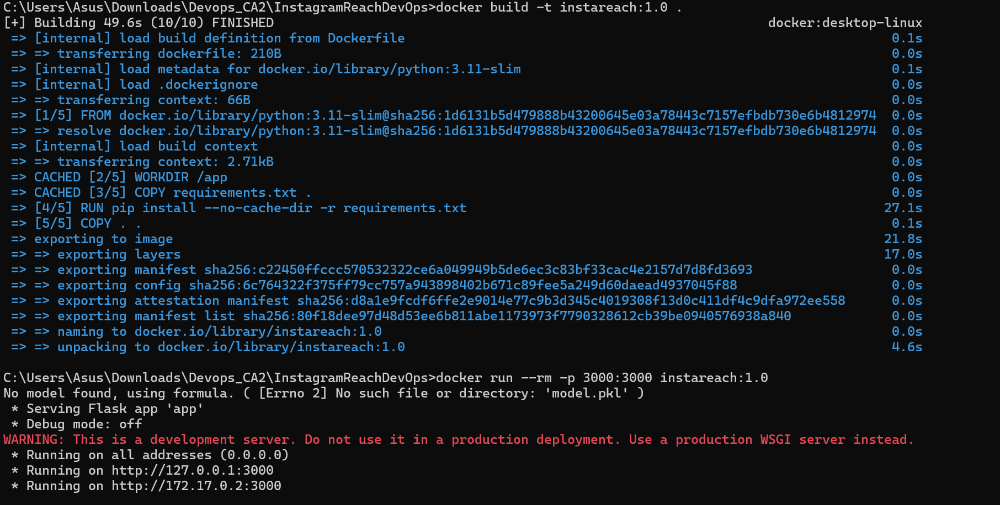 C:\Users\Asus\Downloads\Devops_CA2\InstagramReachDevOps>docker build -t instareach:1.0 .
[+] Building 49.6s (10/10) FINISHED docker:desktop-linux
=> [internal] load build definition from Dockerfile 0.1s
=> => transferring dockerfile: 210B 0.0s
=> [internal] load metadata for docker.io/library/python:3.11-slim 0.1s
=> [internal] load .dockerignore 0.0s
=> => transferring context: 66B 0.0s
=> [1/5] FROM docker.io/library/python:3.11-slim@sha256:1d6131b5d479888b43200645e03a78443c7157efbdb730e6b4812974 0.0s
=> => resolve docker.io/library/python:3.11-slim@sha256:1d6131b5d479888b43200645e03a78443c7157efbdb730e6b4812974 0.0s
=> [internal] load build context 0.0s
=> => transferring context: 2.71kB 0.0s
=> CACHED [2/5] WORKDIR /app 0.0s
=> CACHED [3/5] COPY requirements.txt . 0.0s
=> [4/5] RUN pip install --no-cache-dir -r requirements.txt 27.1s
=> [5/5] COPY . . 0.1s
=> exporting to image 21.8s
=> => exporting layers 17.0s
=> => exporting manifest sha256:c22450ffccc570532322ce6a049949b5de6ec3c83bf33cac4e2157d7d8fd3693 0.0s
=> => exporting config sha256:6c764322f375ff79cc757a943898402b671c89fee5a249d60daead4937045f88 0.0s
=> => exporting attestation manifest sha256:d8a1e9fcdf6ffe2e9014e77c9b3d345c4019308f13d0c411df4c9dfa972ee558 0.0s
=> => exporting manifest list sha256:80f18dee97d48d53ee6b811abe1173973f7790328612cb39be0940576938a840 0.0s
=> => naming to docker.io/library/instareach:1.0 0.0s
=> => unpacking to docker.io/library/instareach:1.0 4.6s
C:\Users\Asus\Downloads\Devops_CA2\InstagramReachDevOps>docker run --rm -p 3000:3000 instareach:1.0
No model found, using formula. ( [Errno 2] No such file or directory: 'model.pkl' )
* Serving Flask app 'app'
* Debug mode: off
WARNING: This is a development server. Do not use it in a production deployment. Use a production WSGI server instead.
* Running on all addresses (0.0.0.0)
* Running on http://127.0.0.1:3000
* Running on http://172.17.0.2:3000